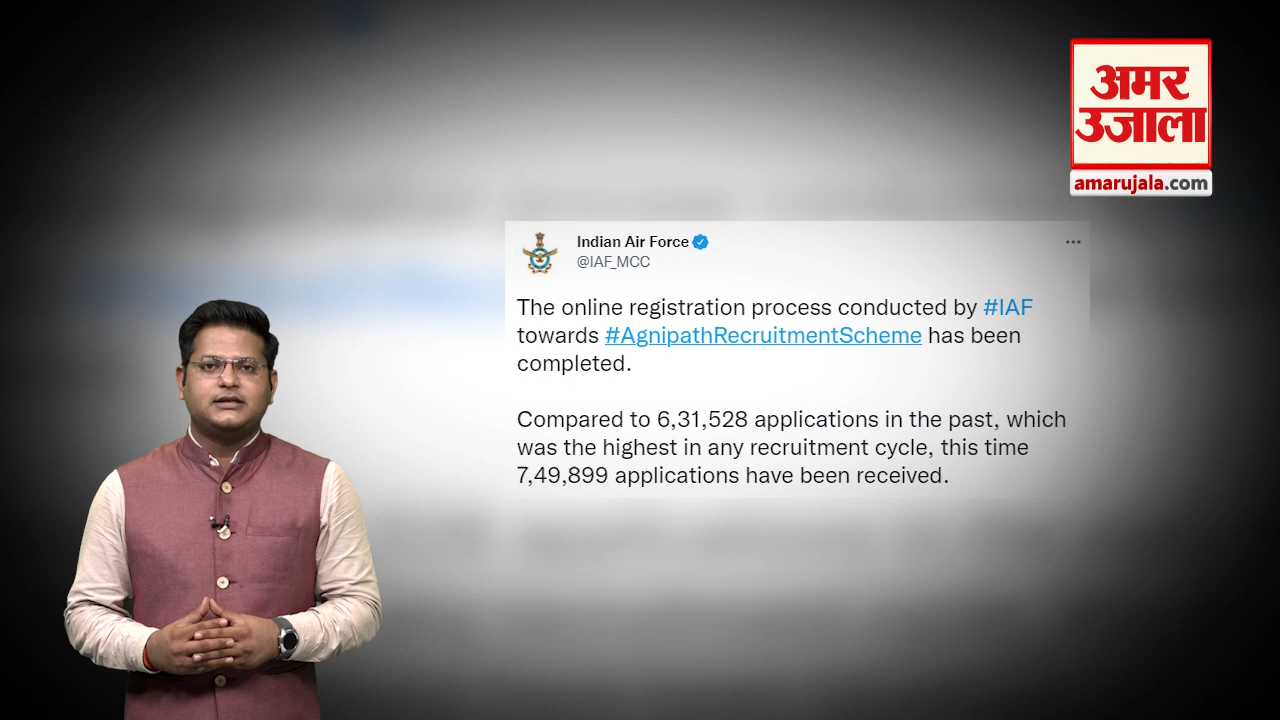 अमर
उजाला
amarujala.com
Indian Air Force
@IAF_MCC
The online registration process conducted by #IAF
towards #AgnipathRecruitmentScheme has been
completed.
Compared to 6,31,528 applications in the past, which
was the highest in any recruitment cycle, this time
7,49,899 applications have been received.